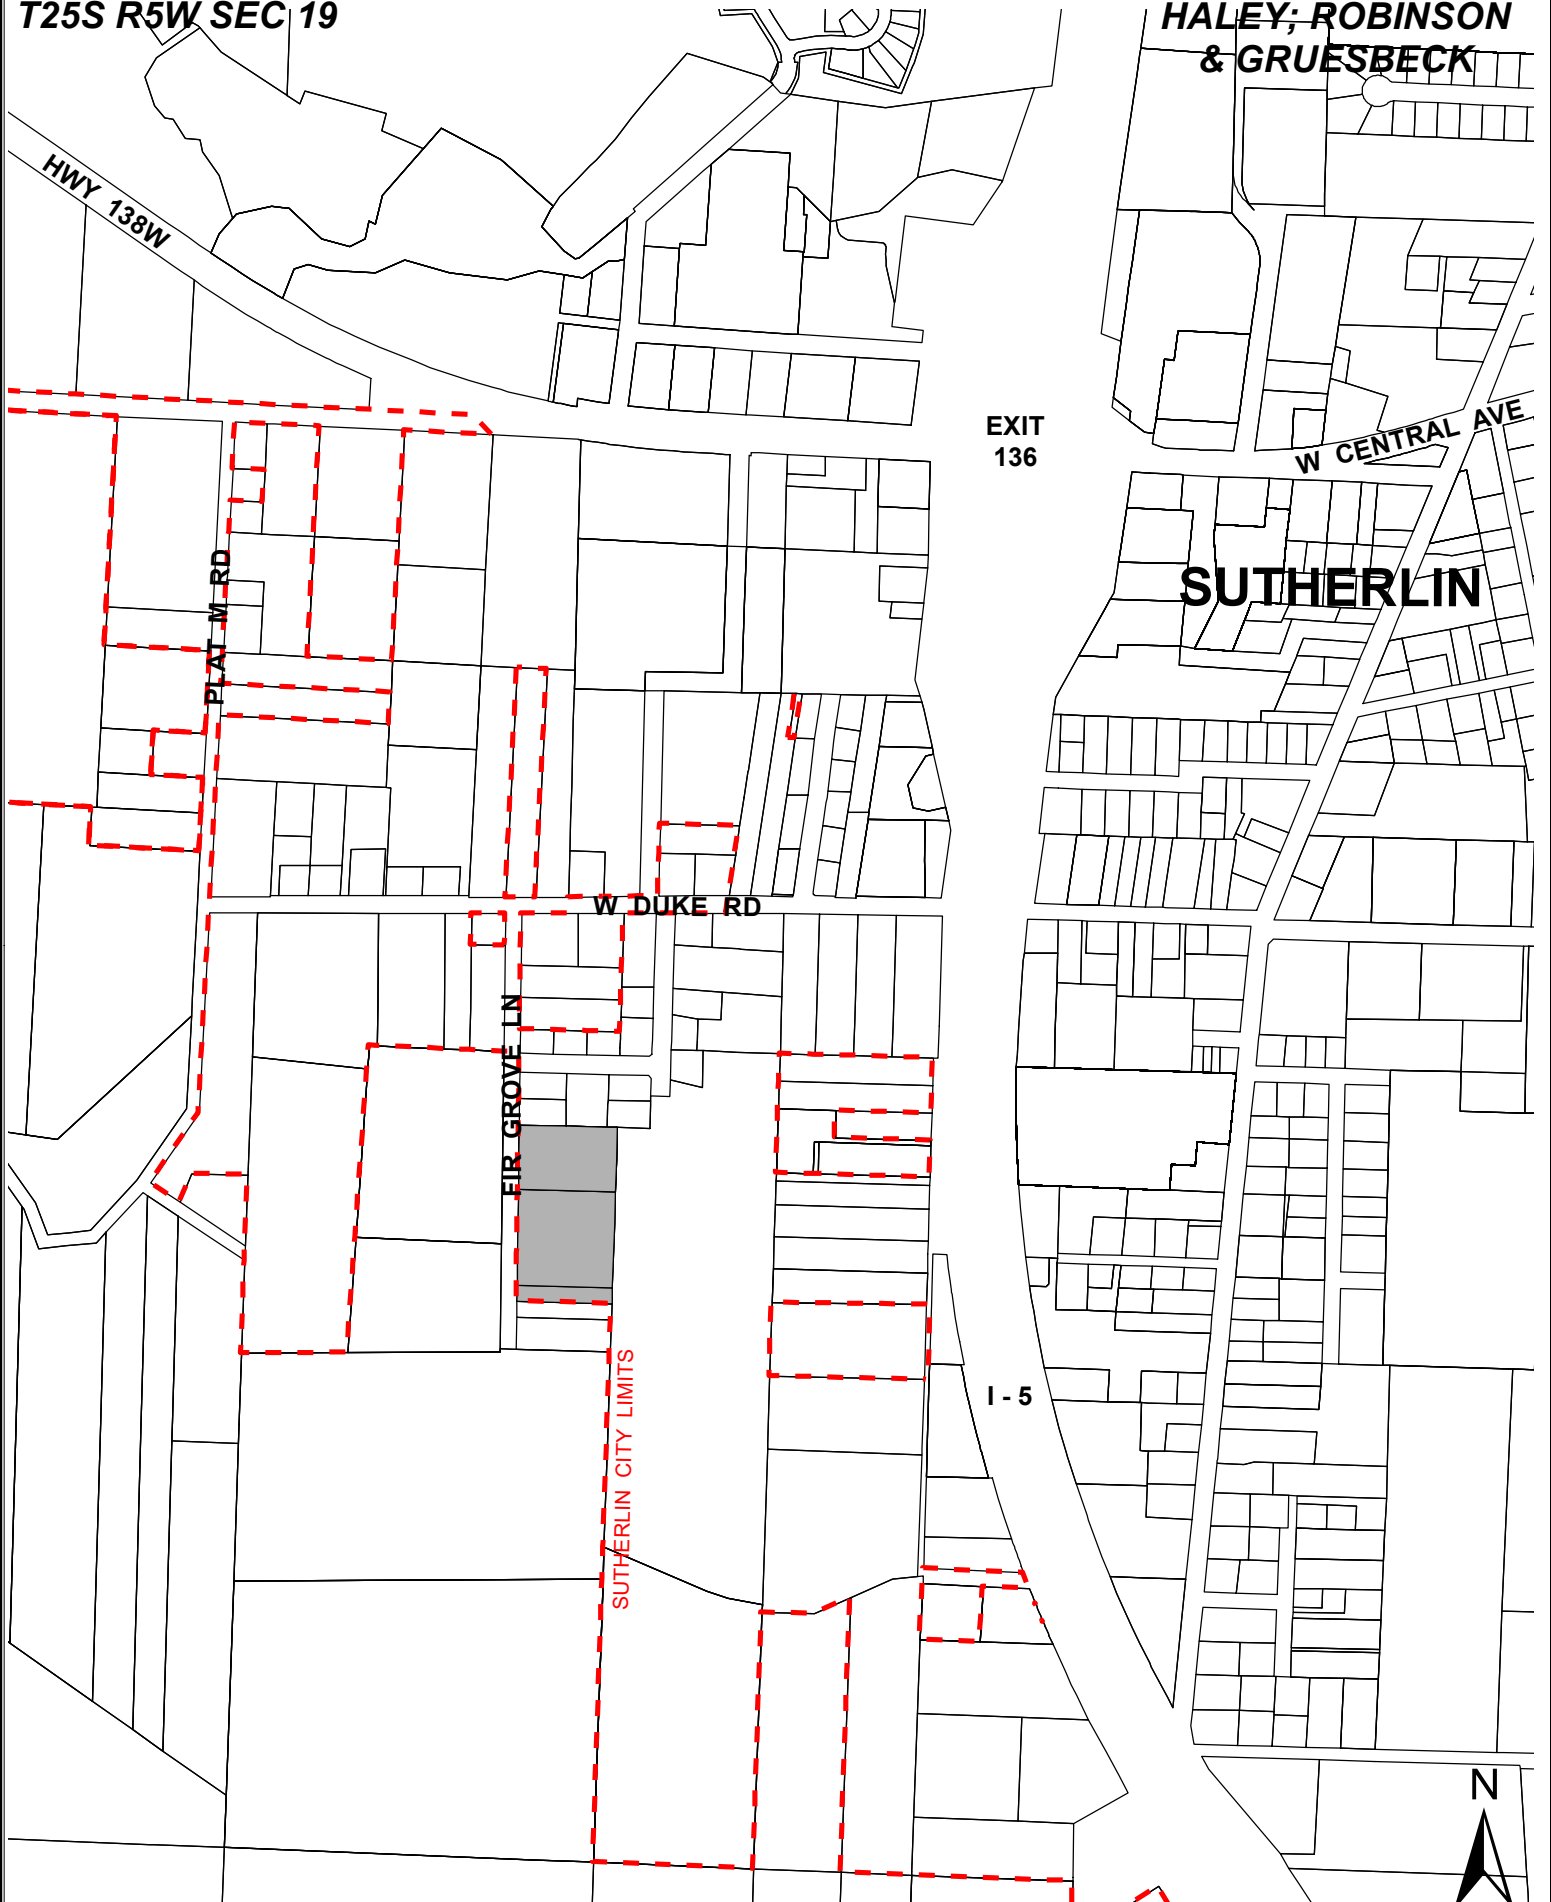 T25S R5W SEC 19
HALEY; ROBINSON
& GRUESBECK
HWY 138W
EXIT
136
W CENTRAL AVE
SUTHERLIN
PLAT M RD
W DUKE RD
FIR GROVE LN
SUTHERLIN CITY LIMITS
I - 5
N